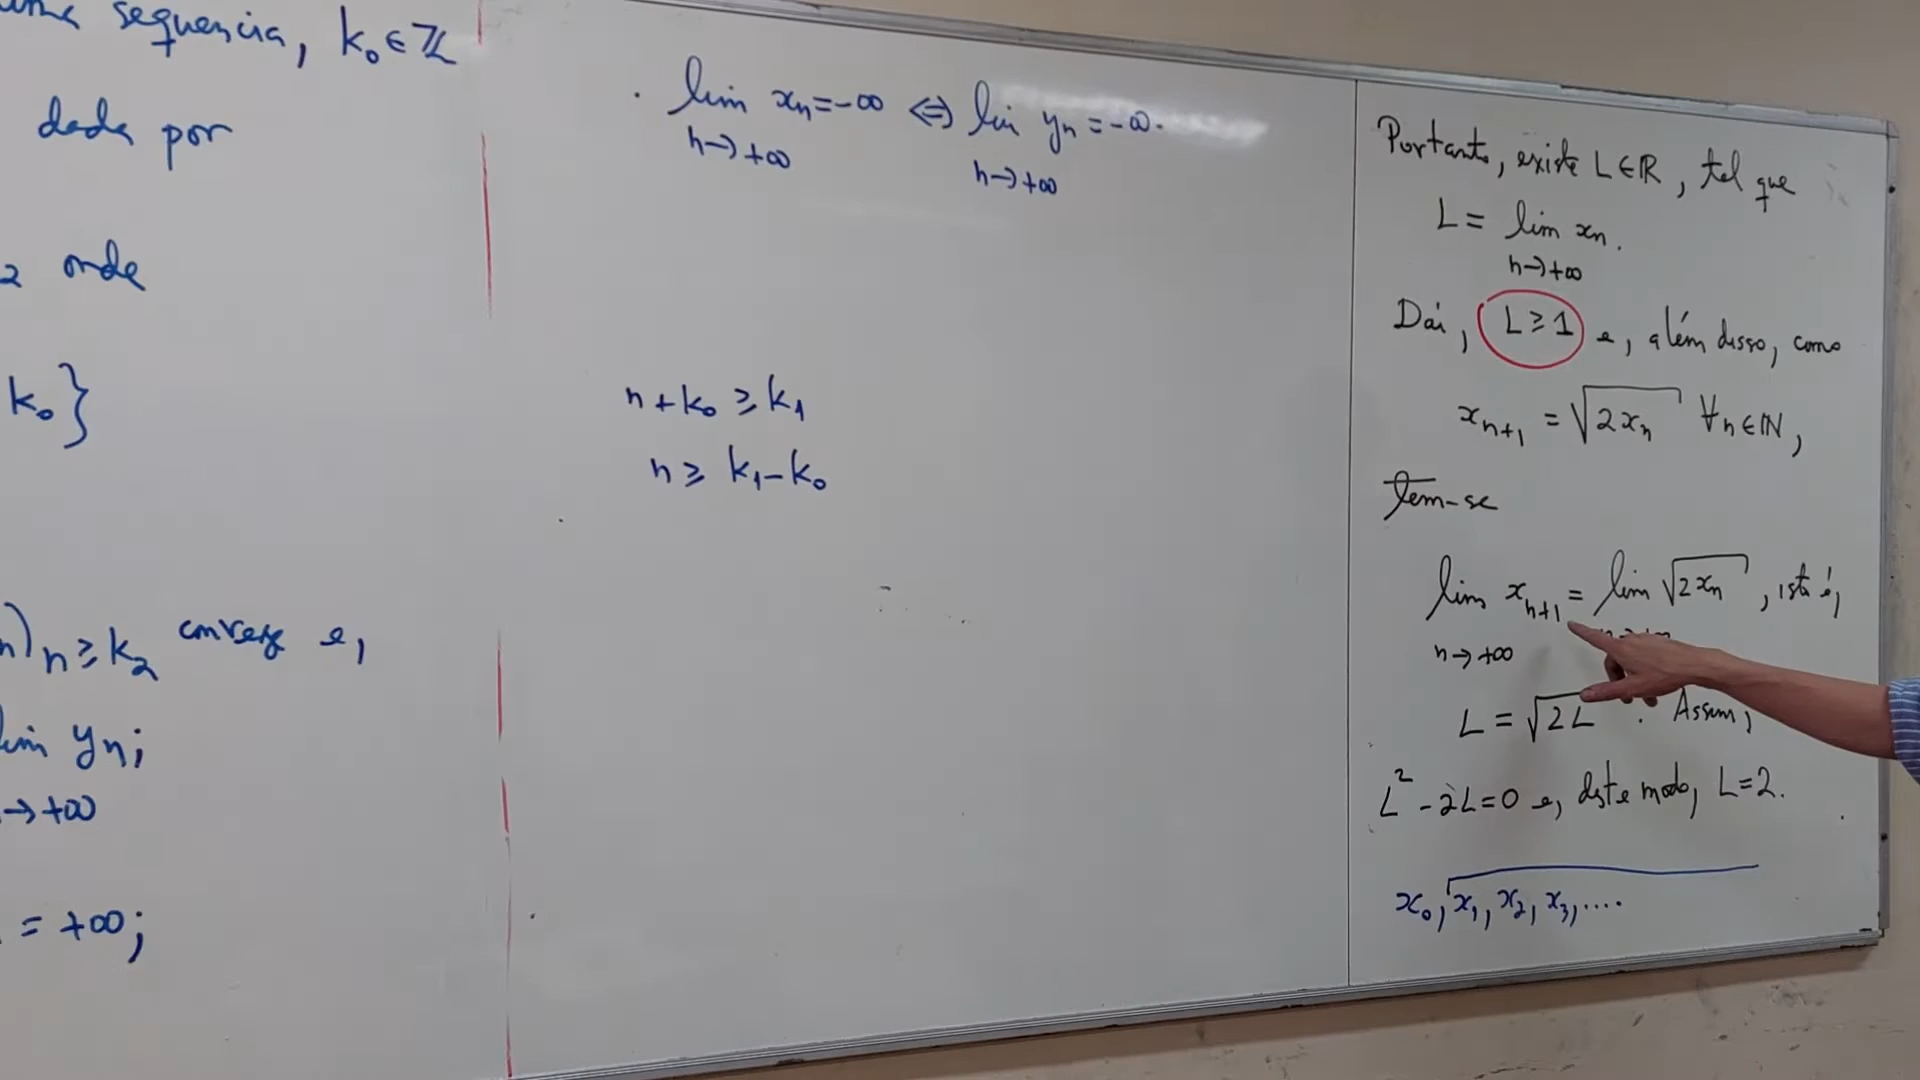 uma sequencia, k₀ ∈ ℤ
dada por
2 onde
k₀}
n)ₙ≥k₂ converge e,
lim yₙ;
→+∞
= +∞;
. lim xₙ = -∞ ⇔ lim yₙ = -∞.
n→+∞ n→+∞
n + k₀ ≥ k₁
n ≥ k₁ - k₀
Portanto, existe L∈ℝ, tal que
L = lim xₙ.
n→+∞
Daí, L ≥ 1 e, além disso, como
xₙ₊₁ = √(2xₙ) ∀n∈ℕ,
tem-se
lim xₙ₊₁ = lim √(2xₙ), isto é,
n→+∞
L = √(2L). Assim,
L² - 2L = 0 e, deste modo, L=2.
x₀, x₁, x₂, x₃, ....